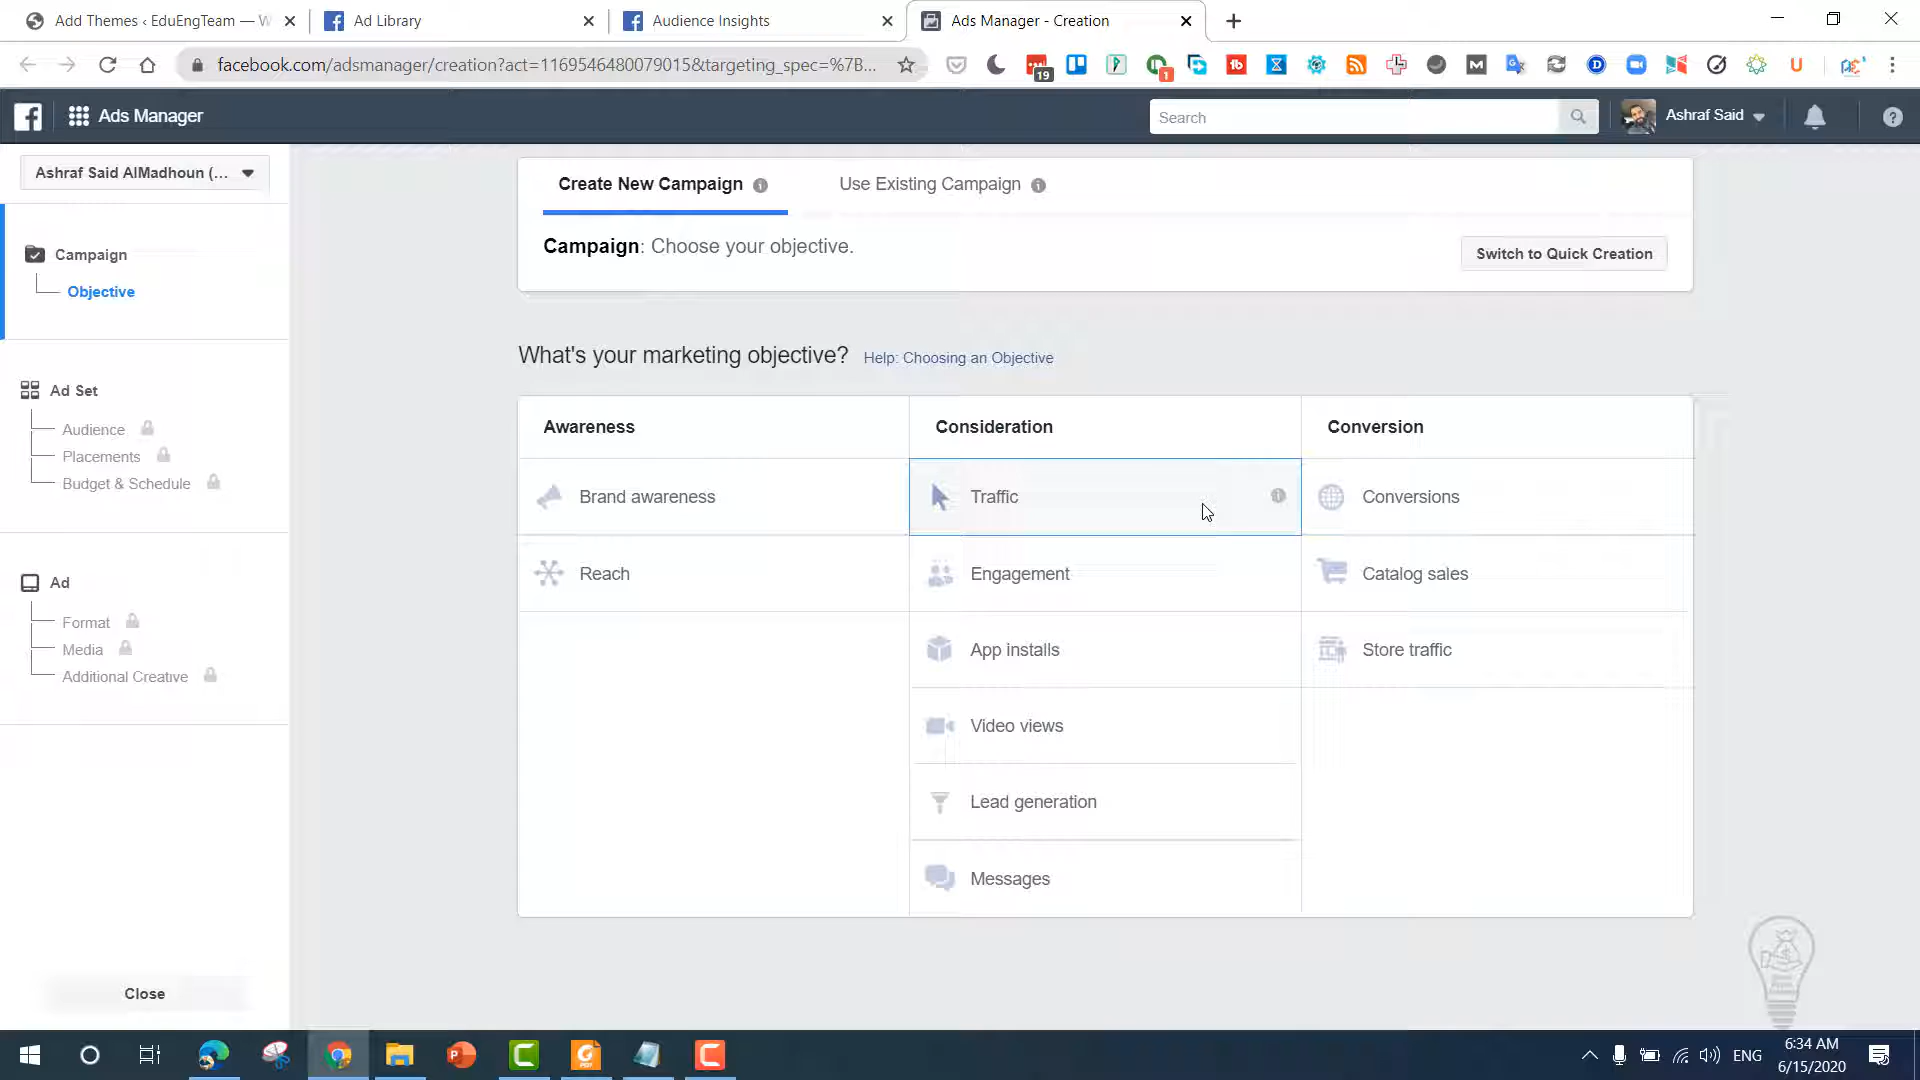 Add Themes ‹ EduEngTeam — W
Ad Library
Audience Insights
Ads Manager - Creation
facebook.com/adsmanager/creation?act=1169546480079015&targeting_spec=%7B...
19
1
Ads Manager
Search
Ashraf Said
Ashraf Said AlMadhoun (...
Create New Campaign
Use Existing Campaign
Campaign: Choose your objective.
Switch to Quick Creation
Campaign
Objective
Ad Set
Audience
Placements
Budget & Schedule
Ad
Format
Media
Additional Creative
Close
What's your marketing objective? Help: Choosing an Objective
Awareness
Consideration
Conversion
Brand awareness
Traffic
Conversions
Reach
Engagement
Catalog sales
App installs
Store traffic
Video views
Lead generation
Messages
ENG
6:34 AM
6/15/2020